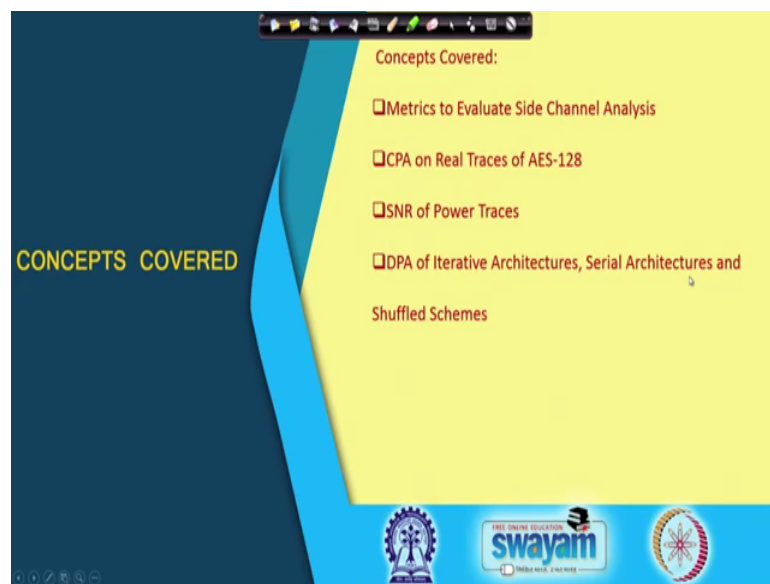 Concepts Covered:
❑Metrics to Evaluate Side Channel Analysis
❑CPA on Real Traces of AES-128
❑SNR of Power Traces
CONCEPTS COVERED
❑DPA of Iterative Architectures, Serial Architectures and
Shuffled Schemes
FREE ONLINE EDUCATION
swayam